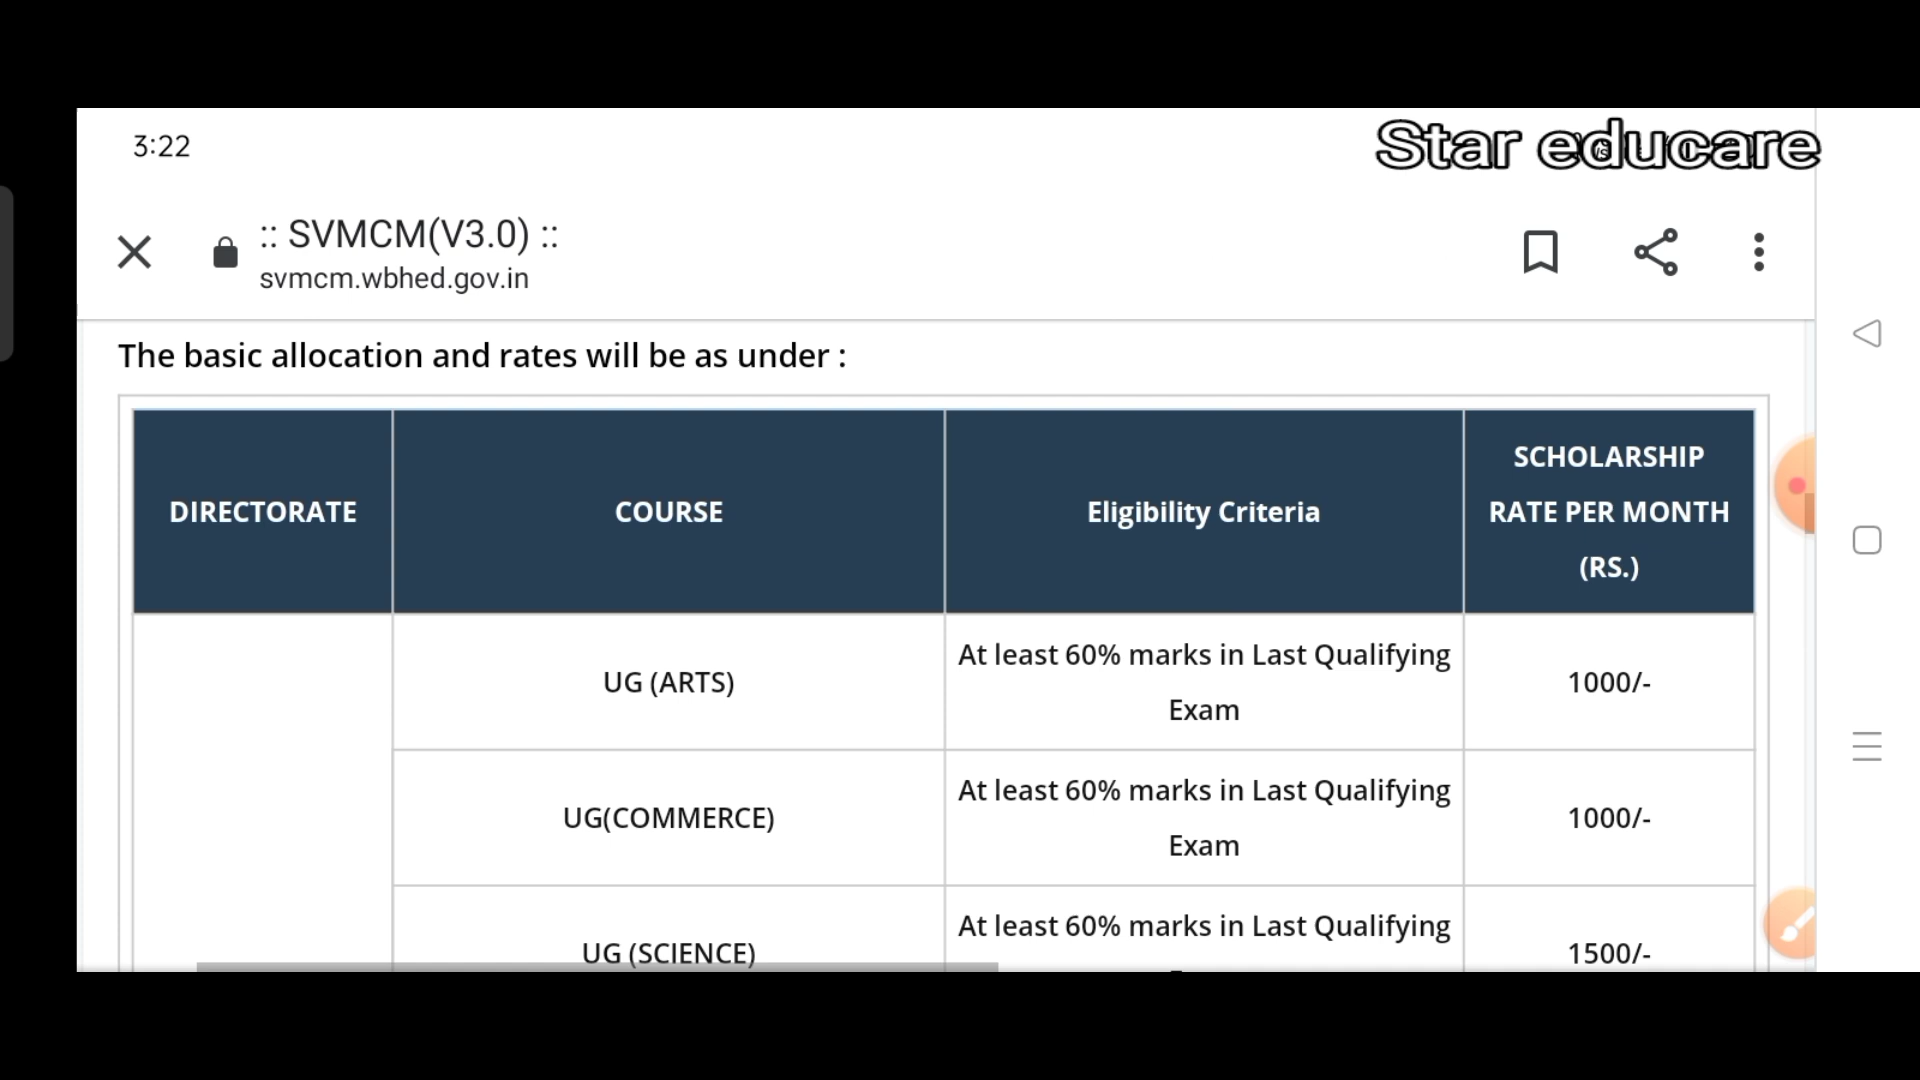 3:22
Star educare
:: SVMCM(V3.0) ::
svmcm.wbhed.gov.in
The basic allocation and rates will be as under :
DIRECTORATE
COURSE
Eligibility Criteria
SCHOLARSHIP
RATE PER MONTH
(RS.)
UG (ARTS)
At least 60% marks in Last Qualifying
Exam
1000/-
UG(COMMERCE)
At least 60% marks in Last Qualifying
Exam
1000/-
UG (SCIENCE)
At least 60% marks in Last Qualifying
1500/-